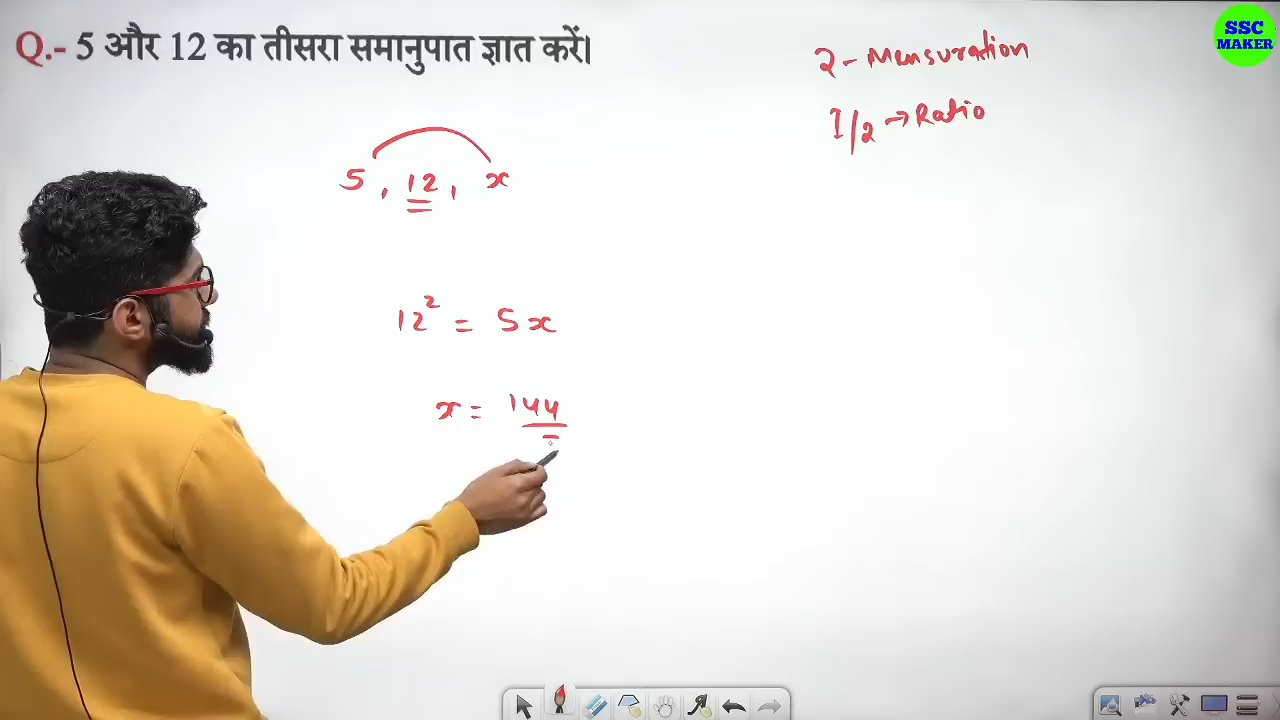 Q.- 5 और 12 का तीसरा समानुपात ज्ञात करें।
SSC
MAKER
2 - Mensuration
1/2 → Ratio
5, 12, x
12² = 5x
x = 144